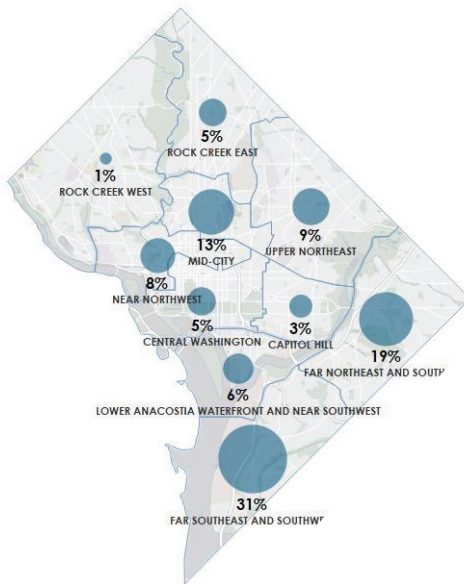 5%
ROCK CREEK EAST
1%
ROCK CREEK WEST
13%
MID-CITY
9%
UPPER NORTHEAST
8%
NEAR NORTHWEST
5%
CENTRAL WASHINGTON
3%
CAPITOL HILL
19%
FAR NORTHEAST AND SOUTH
6%
LOWER ANACOSTIA WATERFRONT AND NEAR SOUTHWEST
31%
FAR SOUTHEAST AND SOUTHW